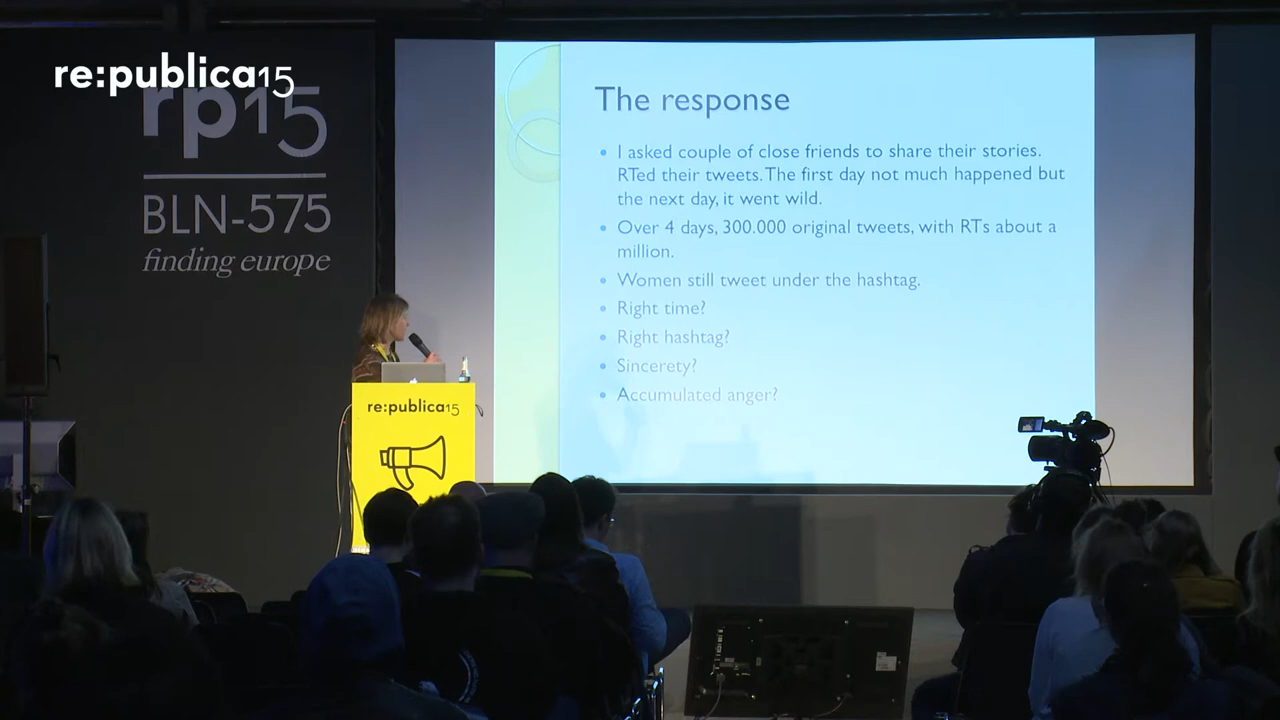 re:publica15
rp15
BLN-575
finding europe
The response
• I asked couple of close friends to share their stories.
RTed their tweets. The first day not much happened but
the next day, it went wild.
• Over 4 days, 300.000 original tweets, with RTs about a
million.
• Women still tweet under the hashtag.
• Right time?
• Right hashtag?
• Sincerety?
• Accumulated anger?
re:publica15